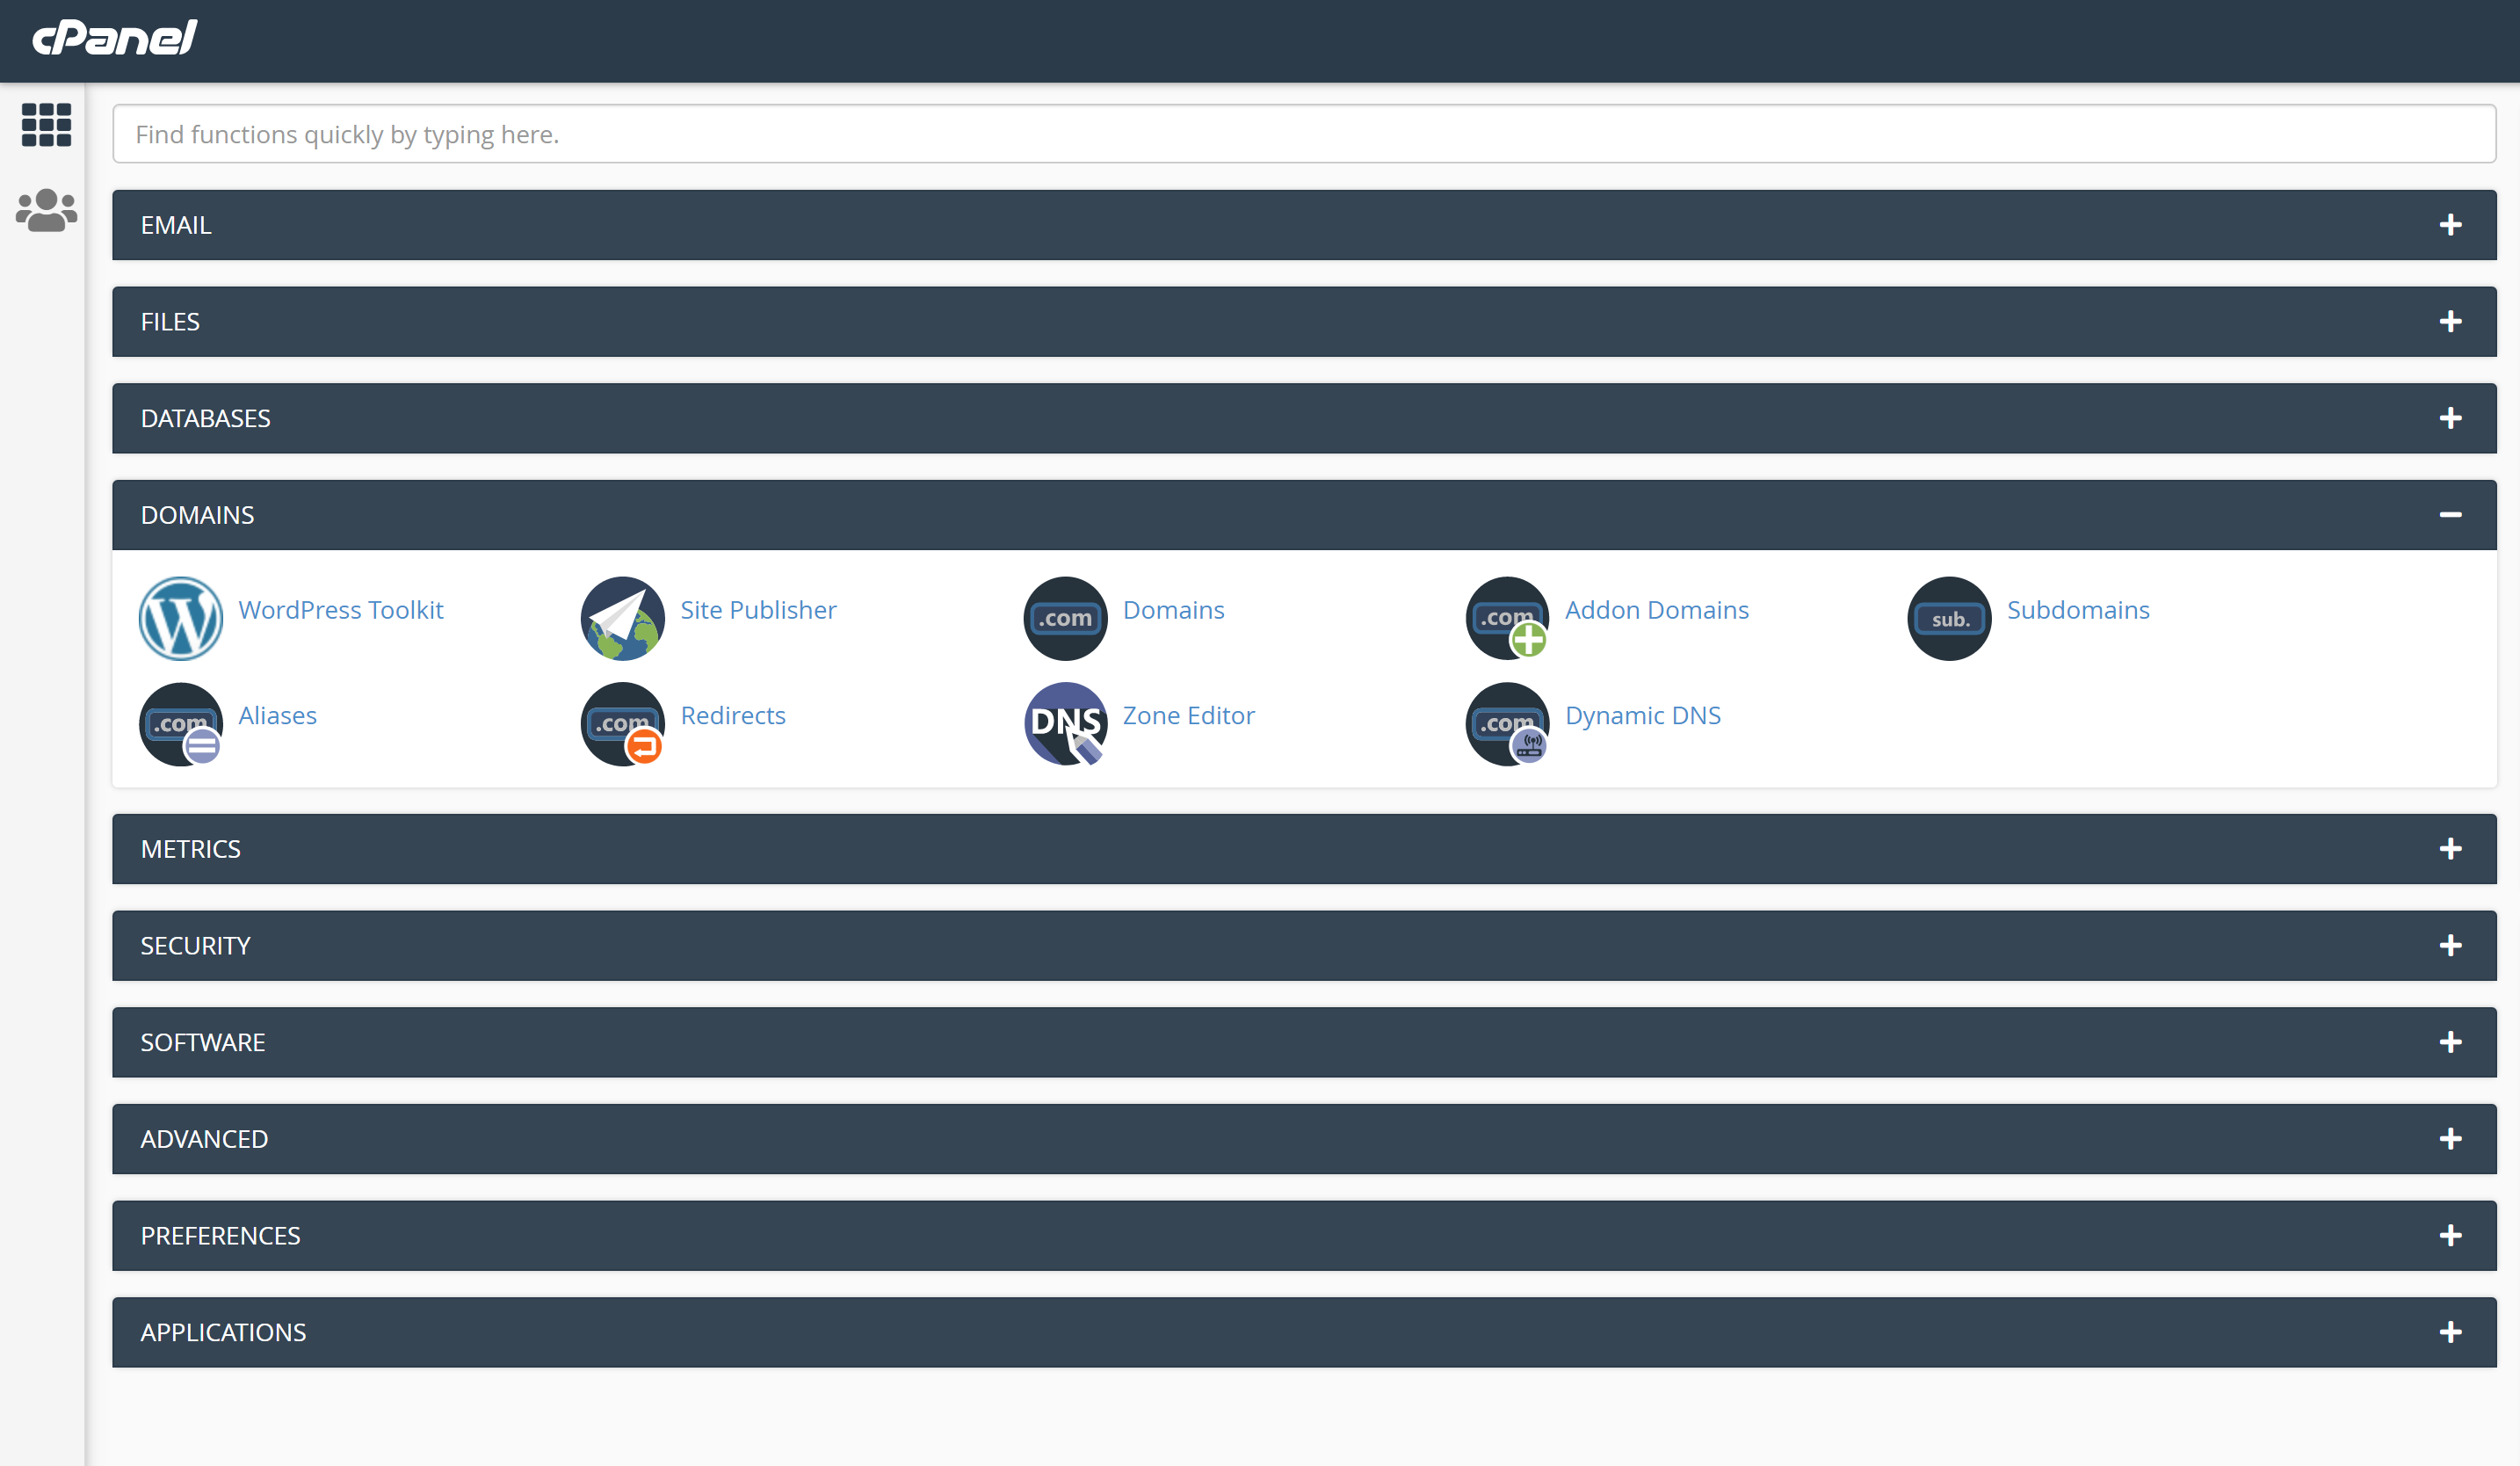 cPanel
Find functions quickly by typing here.
EMAIL
FILES
DATABASES
DOMAINS
WordPress Toolkit
Site Publisher
.com Domains
.com Addon Domains
sub. Subdomains
.com Aliases
.com Redirects
DNS Zone Editor
.com Dynamic DNS
METRICS
SECURITY
SOFTWARE
ADVANCED
PREFERENCES
APPLICATIONS